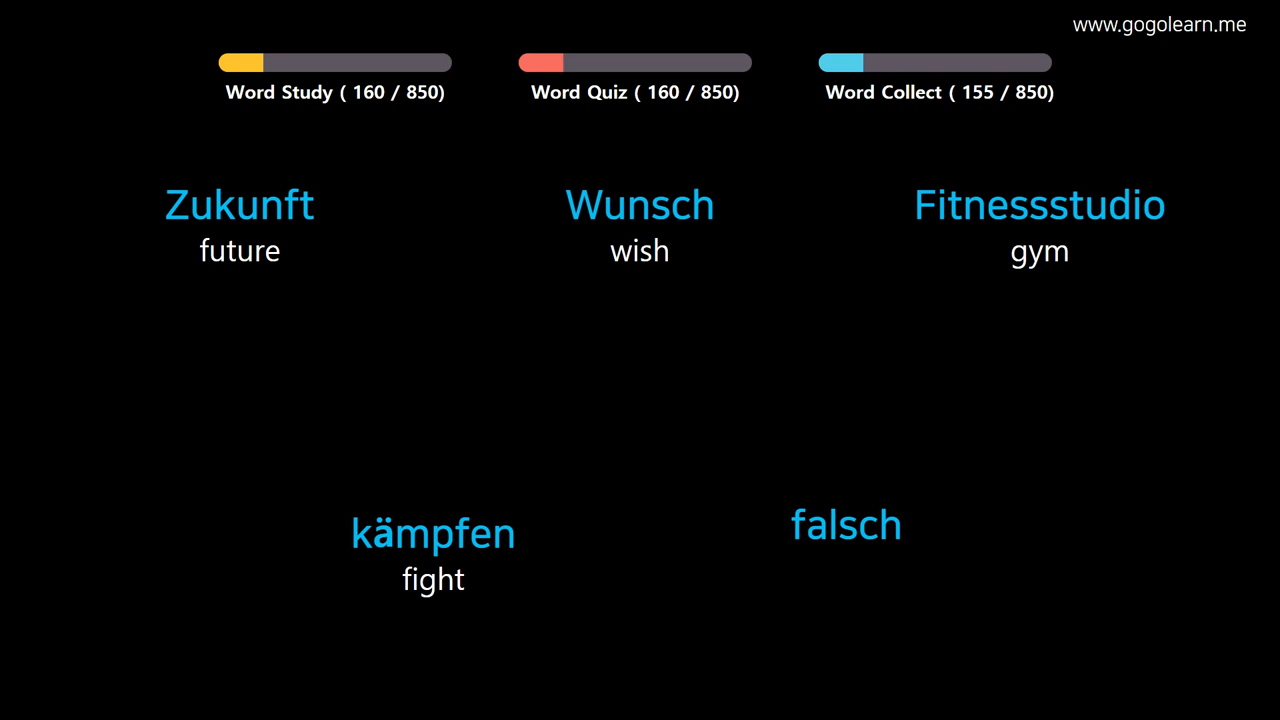 www.gogolearn.me
Word Study ( 160 / 850)
Word Quiz ( 160 / 850)
Word Collect ( 155 / 850)
Zukunft
future
Wunsch
wish
Fitnessstudio
gym
kämpfen
fight
falsch